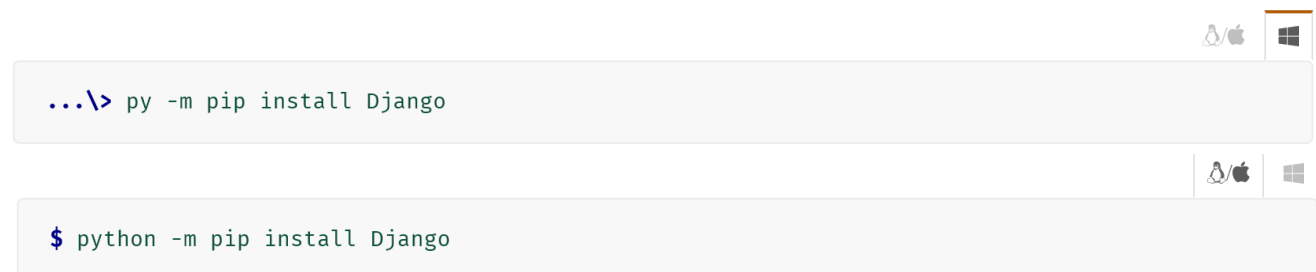 /
...\> py -m pip install Django
/
$ python -m pip install Django